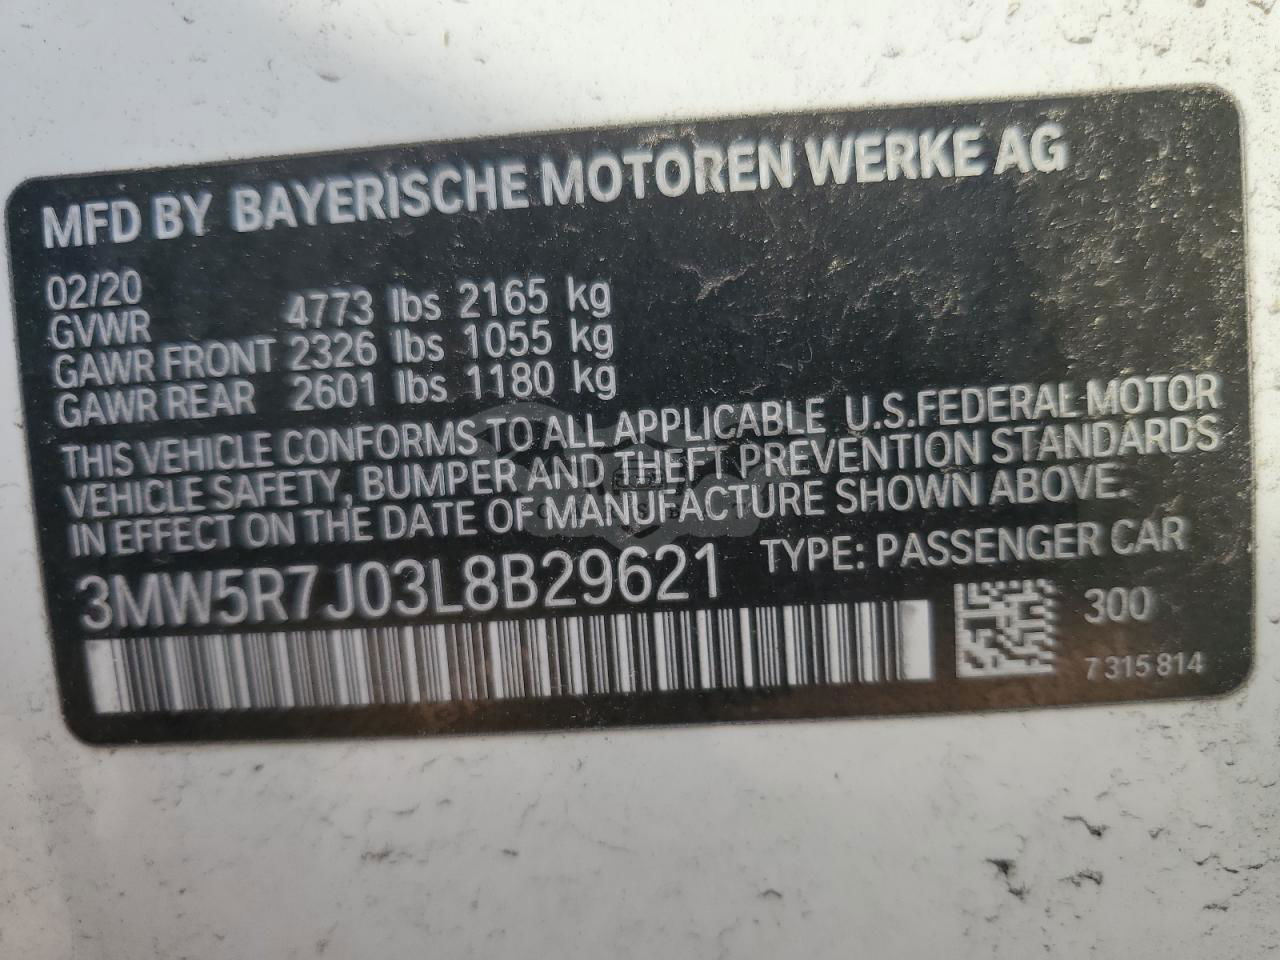 MFD BY BAYERISCHE MOTOREN WERKE AG
02/20
GVWR 4773 lbs 2165 kg
GAWR FRONT 2326 lbs 1055 kg
GAWR REAR 2601 lbs 1180 kg
THIS VEHICLE CONFORMS TO ALL APPLICABLE U.S.FEDERAL MOTOR
VEHICLE SAFETY, BUMPER AND THEFT PREVENTION STANDARDS
IN EFFECT ON THE DATE OF MANUFACTURE SHOWN ABOVE.
3MW5R7J03L8B29621 TYPE: PASSENGER CAR
300
7 315 814